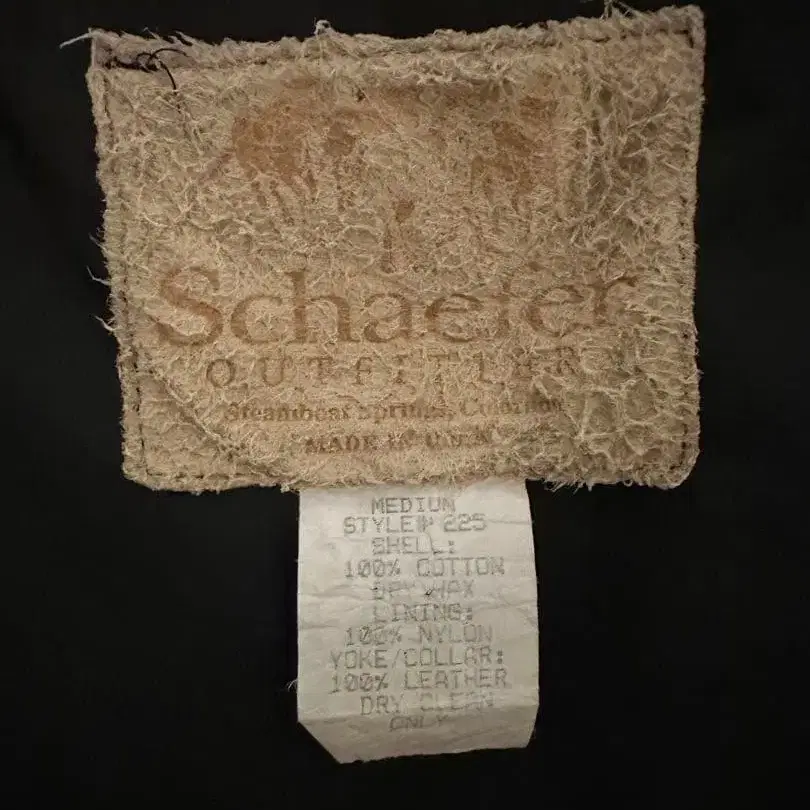 Schaefer
OUTFITTER
Steamboat Springs, Colorado
MADE IN U.S.A.
MEDIUM
STYLE# 225
SHELL:
100% COTTON
DRY WAX
LINING:
100% NYLON
YOKE/COLLAR:
100% LEATHER
DRY CLEAN
ONLY